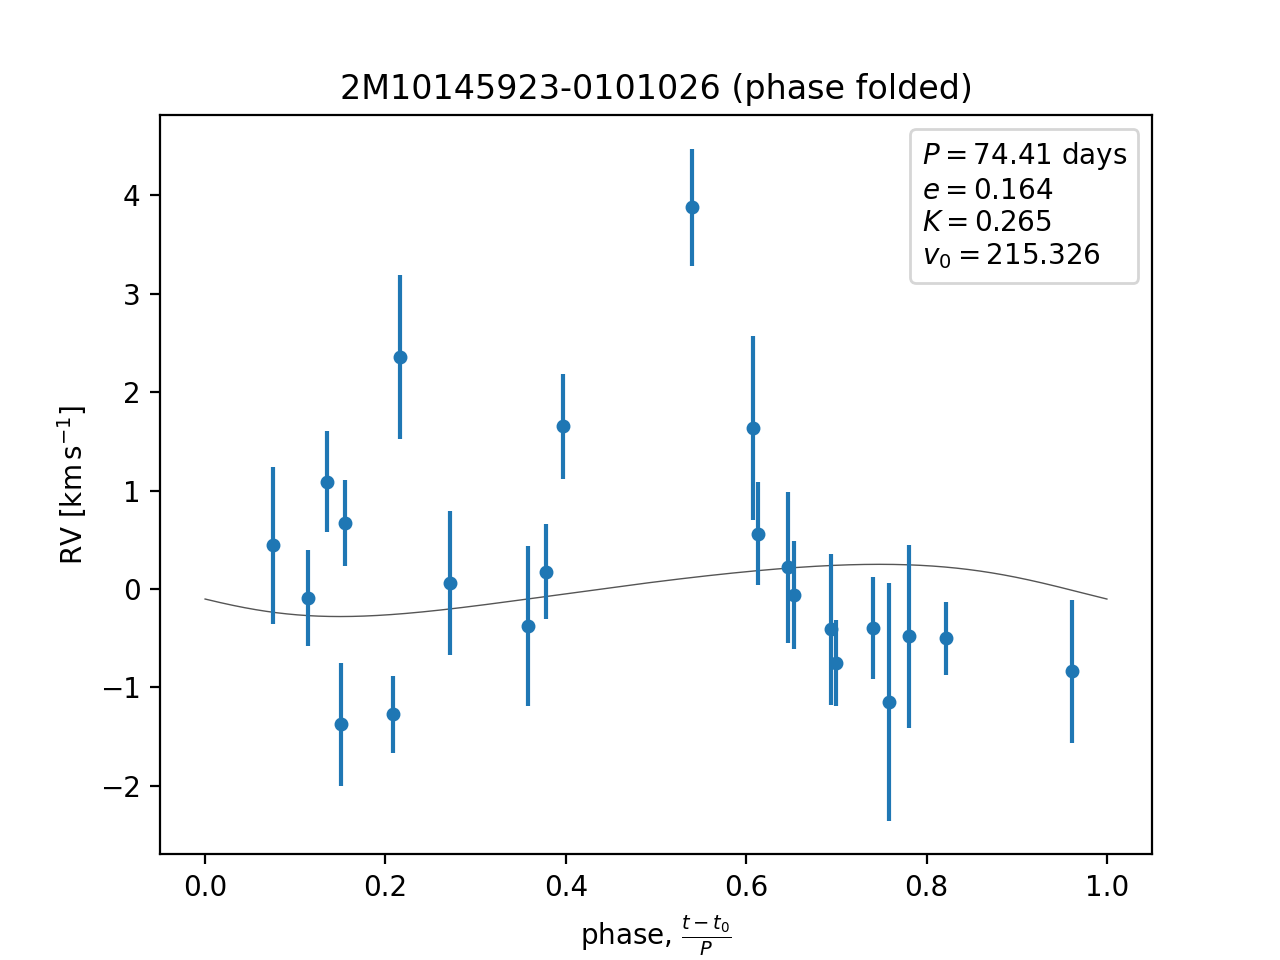 2M10145923-0101026 (phase folded)
P = 74.41 days
e = 0.164
K = 0.265
v₀ = 215.326
4
3
2
1
0
−1
−2
RV [km s⁻¹]
0.0 0.2 0.4 0.6 0.8 1.0
phase, (t − t₀)/P